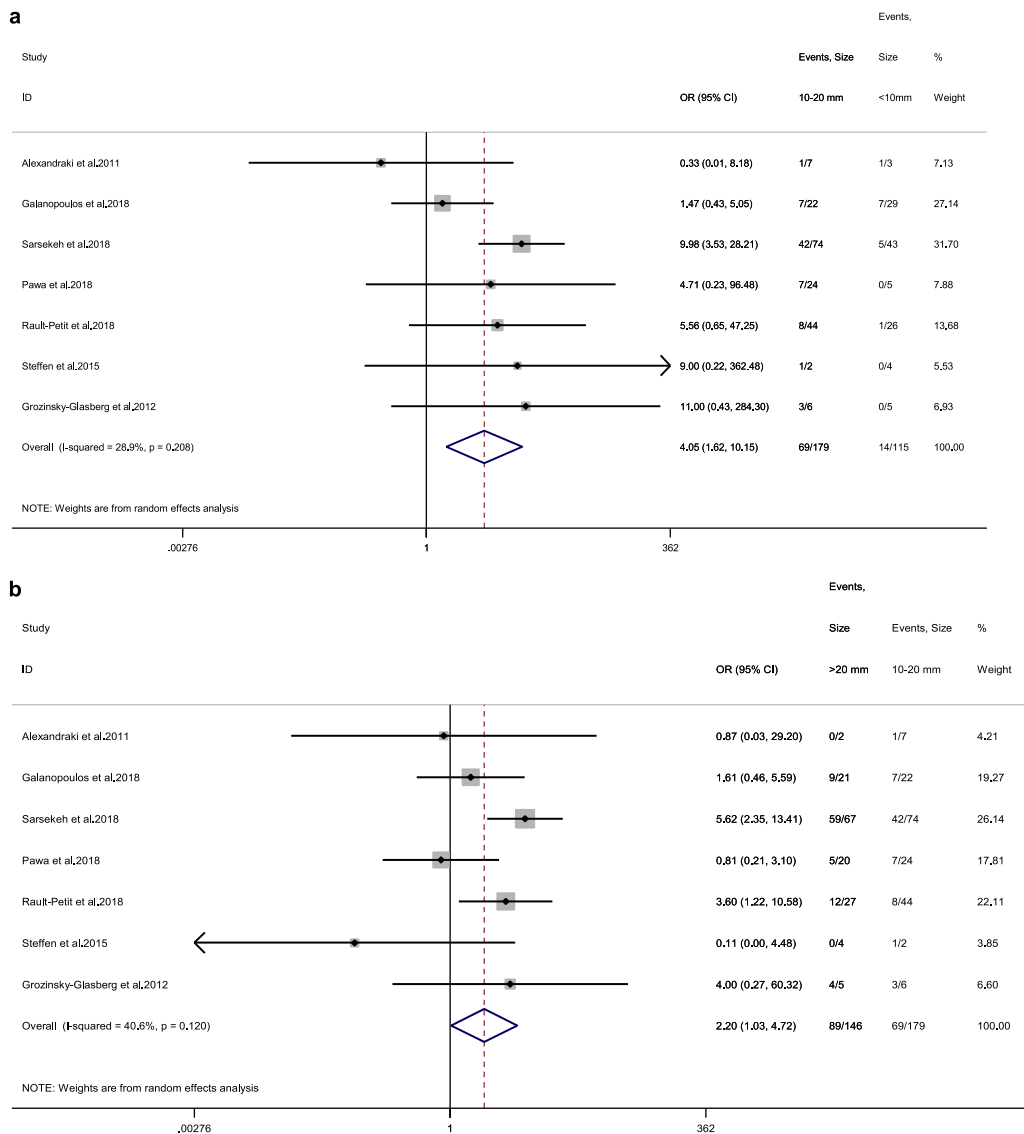 a
Events,
Study Events, Size Size %
ID OR (95% CI) 10-20 mm <10mm Weight
Alexandraki et al.2011 0.33 (0.01, 8.18) 1/7 1/3 7.13
Galanopoulos et al.2018 1.47 (0.43, 5.05) 7/22 7/29 27.14
Sarsekeh et al.2018 9.98 (3.53, 28.21) 42/74 5/43 31.70
Pawa et al.2018 4.71 (0.23, 96.48) 7/24 0/5 7.88
Rault-Petit et al.2018 5.56 (0.65, 47.25) 8/44 1/26 13.68
Steffen et al.2015 9.00 (0.22, 362.48) 1/2 0/4 5.53
Grozinsky-Glasberg et al.2012 11.00 (0.43, 284.30) 3/6 0/5 6.93
Overall (I-squared = 28.9%, p = 0.208) 4.05 (1.62, 10.15) 69/179 14/115 100.00
NOTE: Weights are from random effects analysis
.00276 1 362
b
Events,
Study Size Events, Size %
ID OR (95% CI) >20 mm 10-20 mm Weight
Alexandraki et al.2011 0.87 (0.03, 29.20) 0/2 1/7 4.21
Galanopoulos et al.2018 1.61 (0.46, 5.59) 9/21 7/22 19.27
Sarsekeh et al.2018 5.62 (2.35, 13.41) 59/67 42/74 26.14
Pawa et al.2018 0.81 (0.21, 3.10) 5/20 7/24 17.81
Rault-Petit et al.2018 3.60 (1.22, 10.58) 12/27 8/44 22.11
Steffen et al.2015 0.11 (0.00, 4.48) 0/4 1/2 3.85
Grozinsky-Glasberg et al.2012 4.00 (0.27, 60.32) 4/5 3/6 6.60
Overall (I-squared = 40.6%, p = 0.120) 2.20 (1.03, 4.72) 89/146 69/179 100.00
NOTE: Weights are from random effects analysis
.00276 1 362